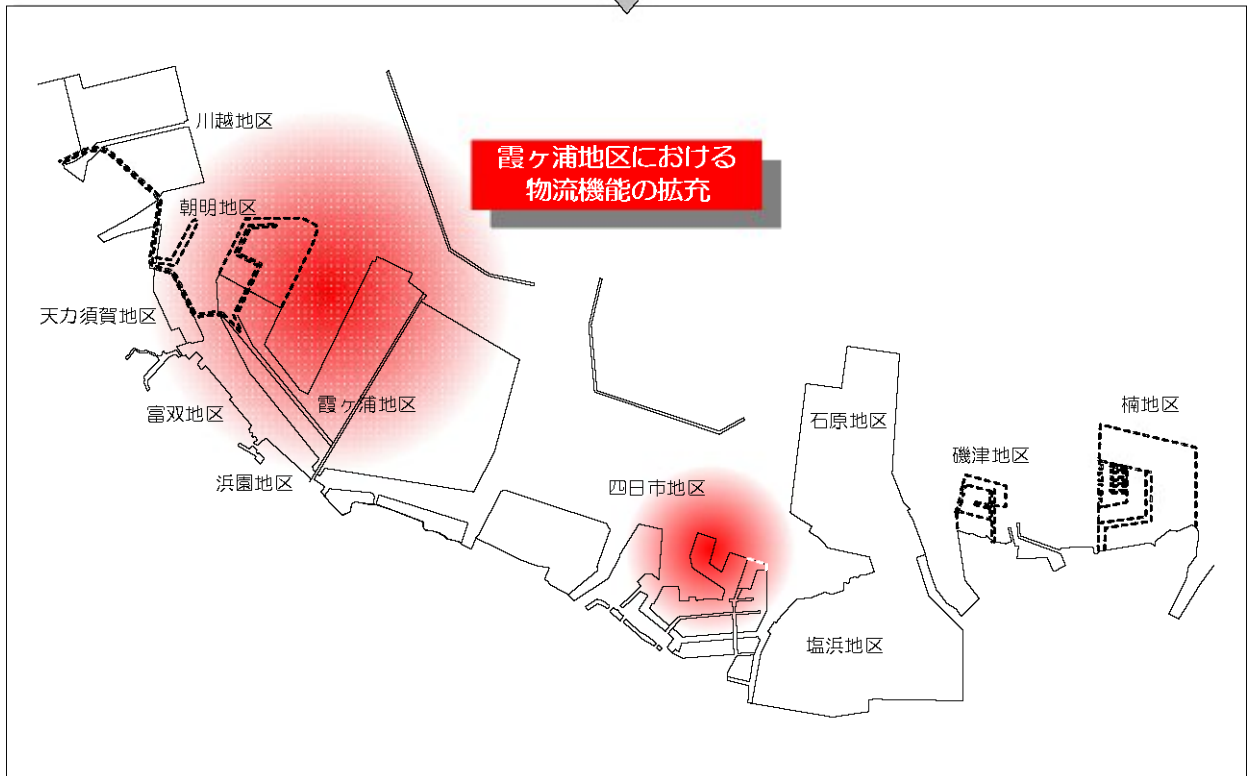 川越地区
霞ヶ浦地区における
物流機能の拡充
朝明地区
天力須賀地区
富双地区
霞ヶ浦地区
石原地区
楠地区
磯津地区
浜園地区
四日市地区
塩浜地区